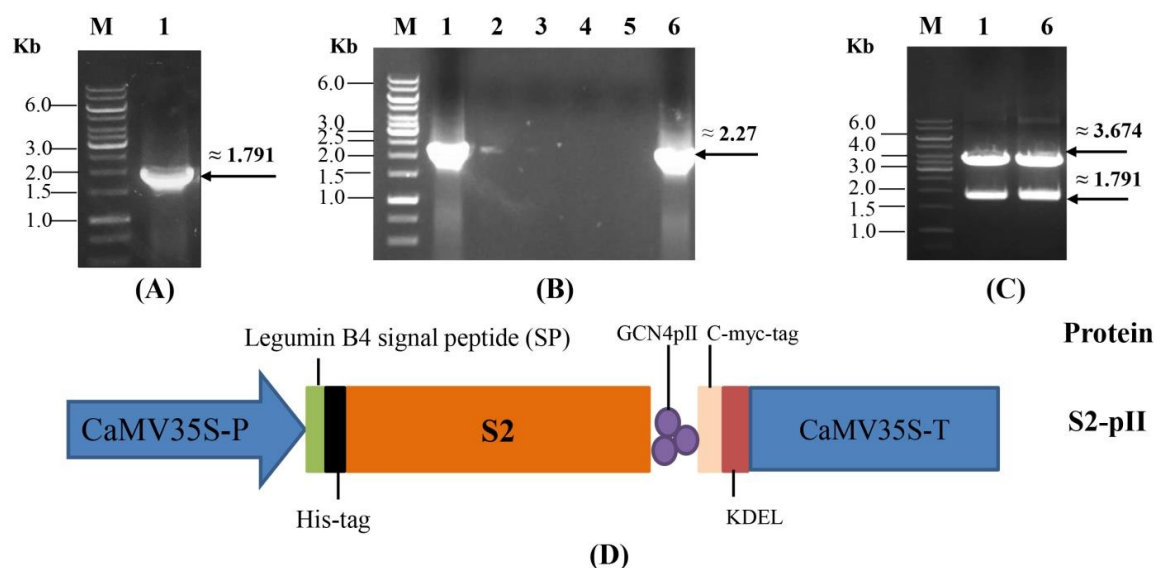 M 1
Kb
6.0
3.0
2.0
1.5
1.0
≈ 1.791
(A)
M 1 2 3 4 5 6
Kb
6.0
3.0
2.5
2.0
1.5
1.0
≈ 2.27
(B)
M 1 6
Kb
6.0
4.0
3.0
2.0
1.5
1.0
≈ 3.674
≈ 1.791
(C)
Legumin B4 signal peptide (SP)
GCN4pII C-myc-tag
Protein
CaMV35S-P
S2
CaMV35S-T
S2-pII
His-tag
KDEL
(D)